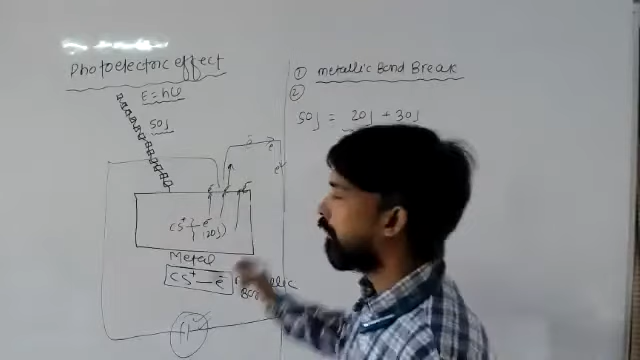 Photoelectric effect
E = hυ
50J
e
e
e e e
Cs⁺ – e⁻
(20J)
Metal
Cs⁺ – e⁻
① metallic Bond Break
②
50J = 20J + 30J